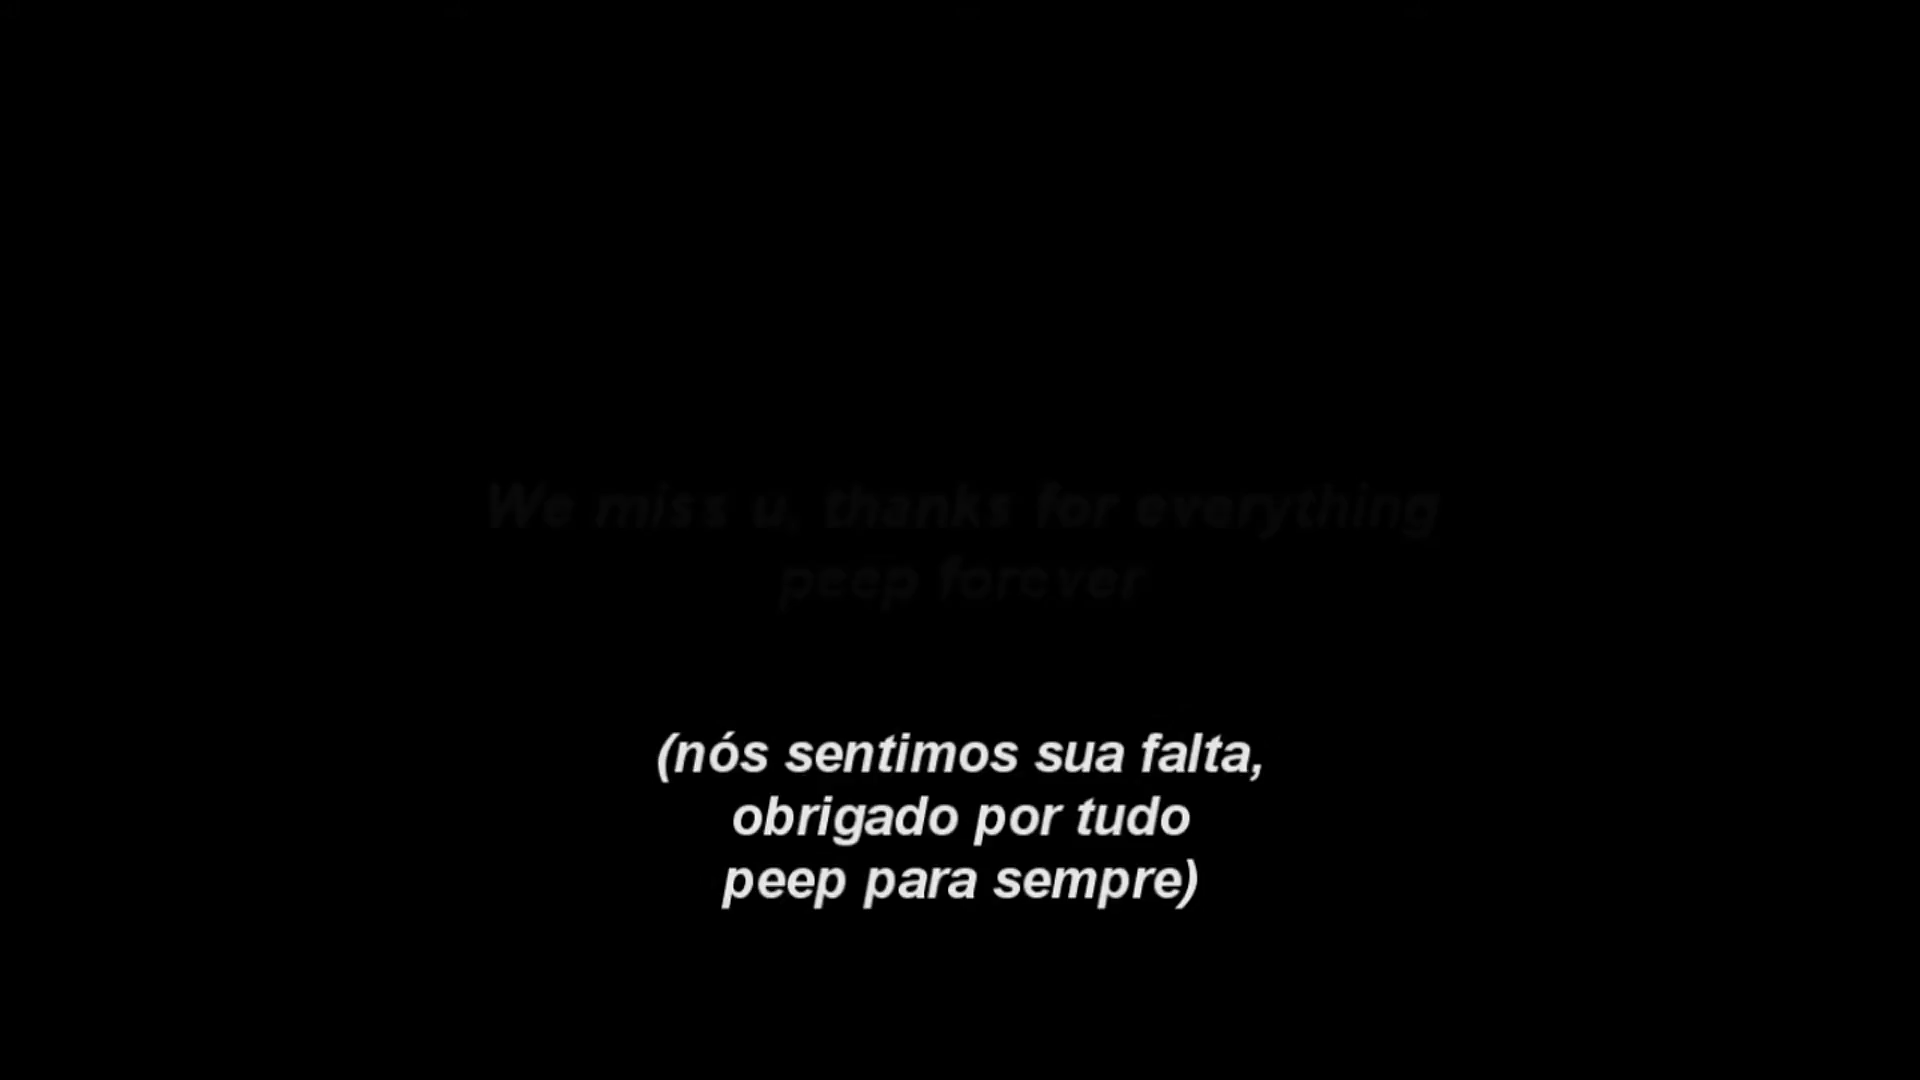 We miss u, thanks for everything
peep forever
(nós sentimos sua falta,
obrigado por tudo
peep para sempre)